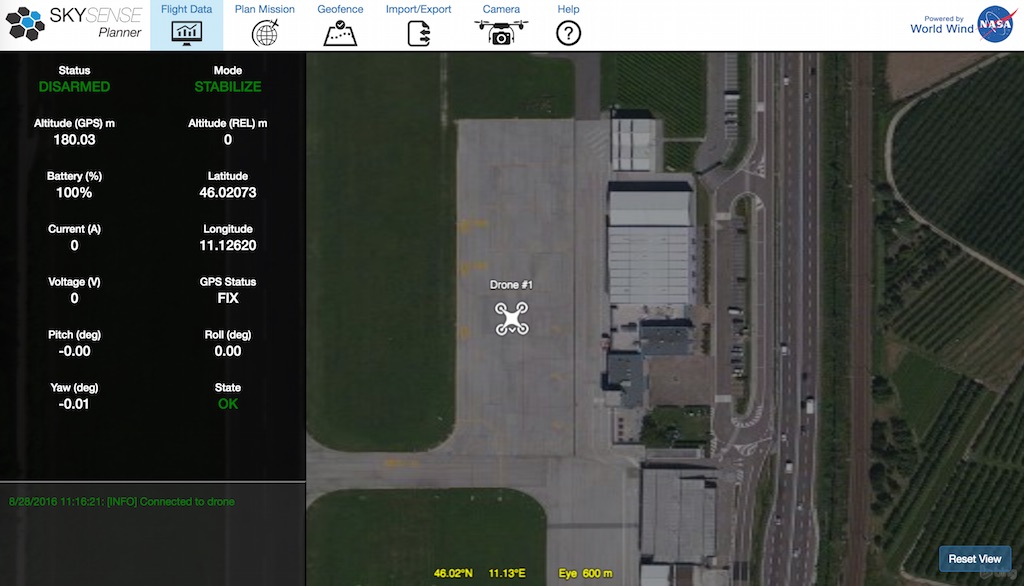 SKYSENSE
Planner
Flight Data
Plan Mission
Geofence
Import/Export
Camera
Help
?
Powered by
World Wind
NASA
Status
DISARMED
Mode
STABILIZE
Altitude (GPS) m
180.03
Altitude (REL) m
0
Battery (%)
100%
Latitude
46.02073
Current (A)
0
Longitude
11.12620
Voltage (V)
0
GPS Status
FIX
Pitch (deg)
-0.00
Roll (deg)
0.00
Yaw (deg)
-0.01
State
OK
Drone #1
8/28/2016 11:16:21: [INFO] Connected to drone
46.02°N 11.13°E Eye 600 m
Reset View